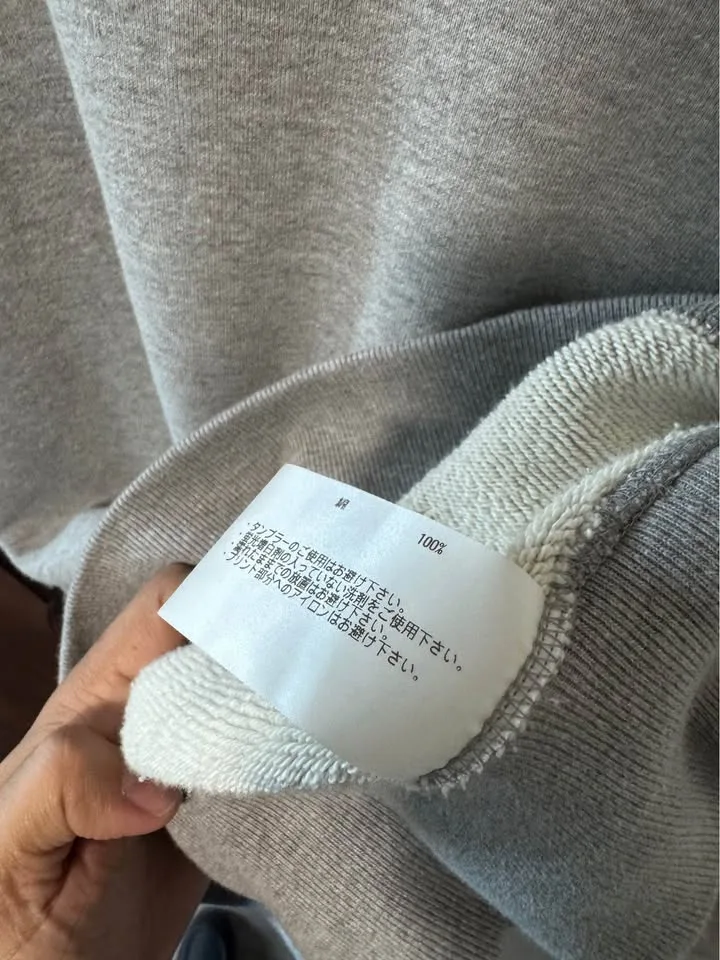 綿 100%
・タンブラーのご使用はお避け下さい。
・蛍光増白剤の入っていない洗剤をご使用下さい。
・濡れたままでの放置はお避け下さい。
・プリント部分へのアイロンはお避け下さい。